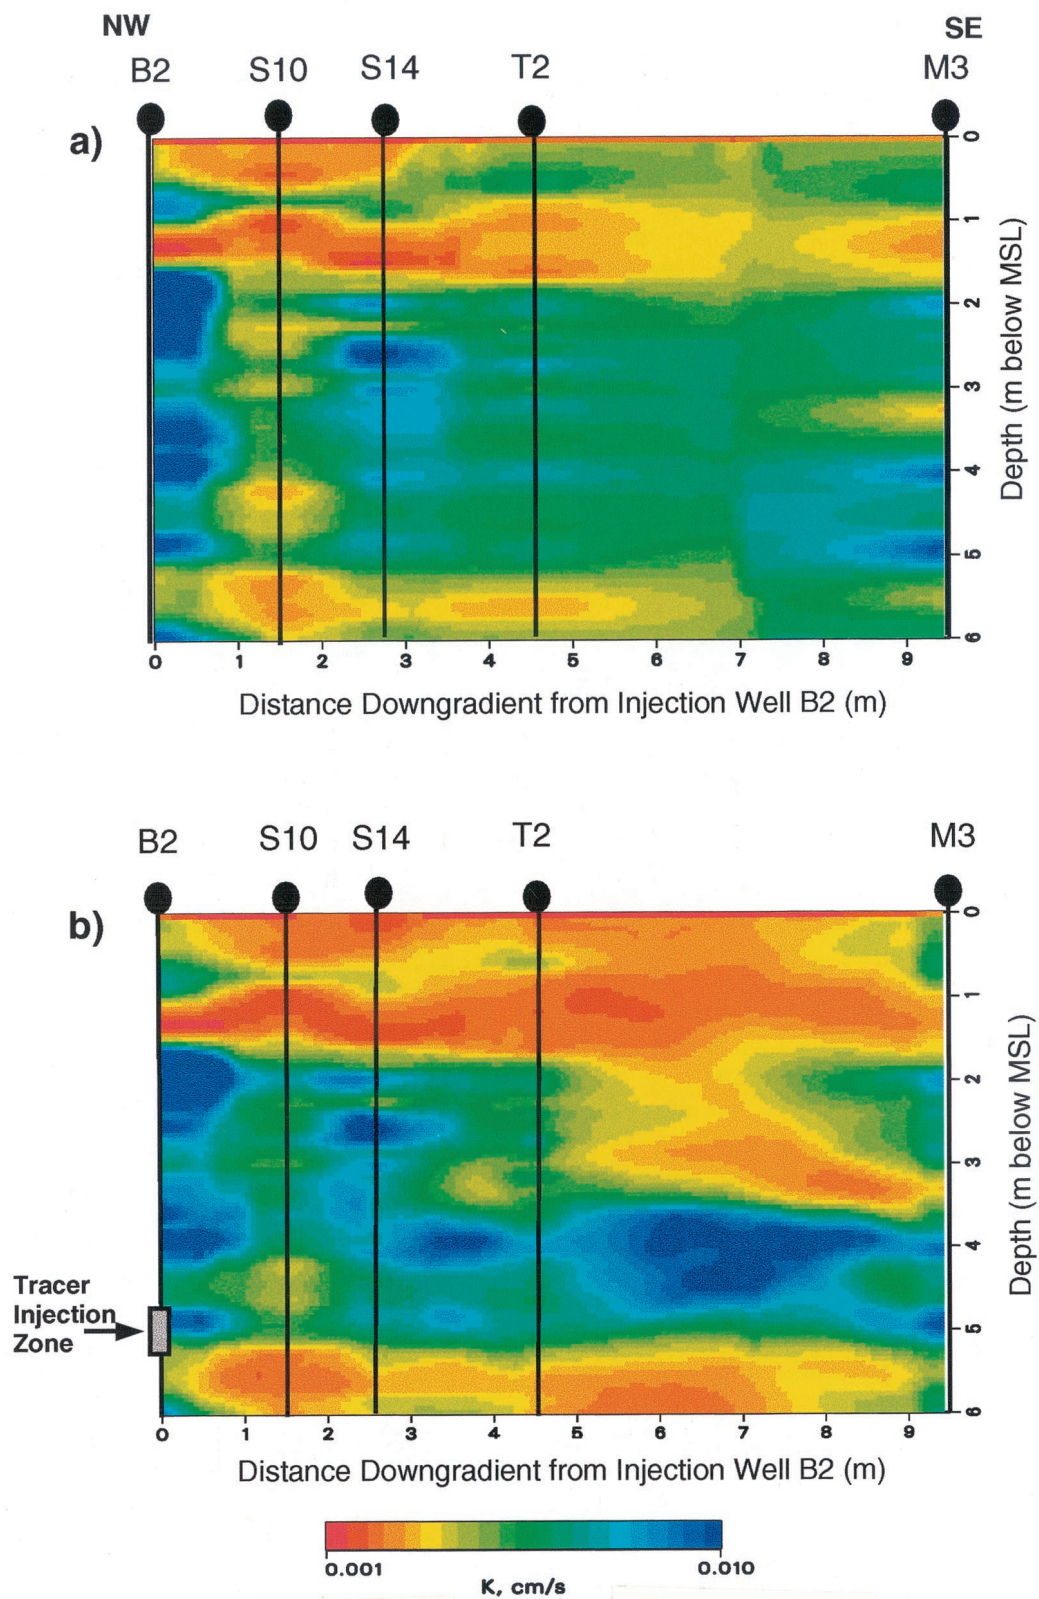 NW SE
B2 S10 S14 T2 M3
a)
0
1
2
3
4
5
6
Depth (m below MSL)
0 1 2 3 4 5 6 7 8 9
Distance Downgradient from Injection Well B2 (m)
B2 S10 S14 T2 M3
b)
0
1
2
3
4
5
6
Depth (m below MSL)
Tracer
Injection
Zone
0 1 2 3 4 5 6 7 8 9
Distance Downgradient from Injection Well B2 (m)
0.001 0.010
K, cm/s